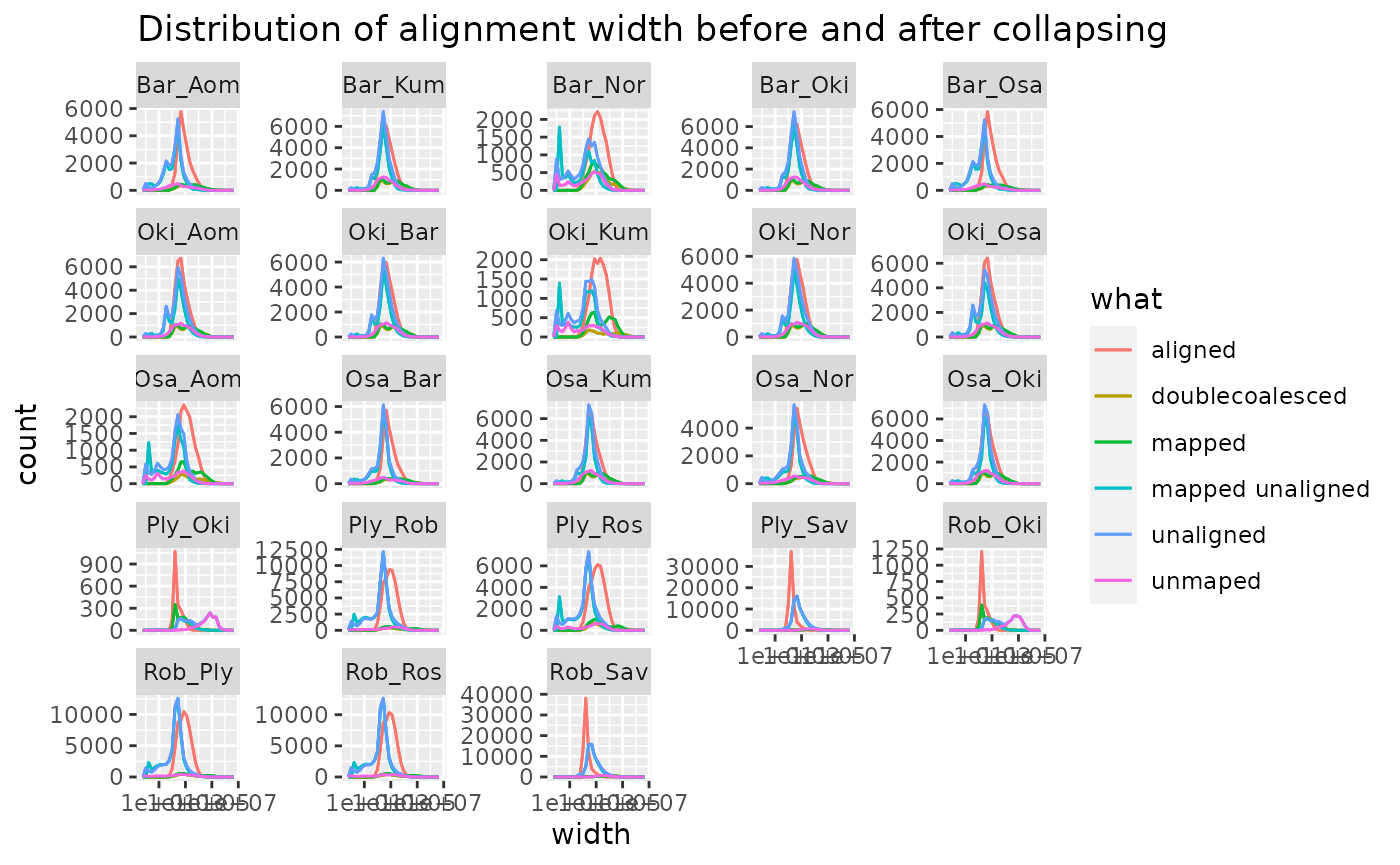 Distribution of alignment width before and after collapsing
Bar_Aom
Bar_Kum
Bar_Nor
Bar_Oki
Bar_Osa
6000
4000
2000
0
6000
4000
2000
0
2000
1500
1000
500
0
6000
4000
2000
0
6000
4000
2000
0
Oki_Aom
Oki_Bar
Oki_Kum
Oki_Nor
Oki_Osa
6000
4000
2000
0
6000
4000
2000
0
2000
1500
1000
500
0
6000
4000
2000
0
6000
4000
2000
0
Osa_Aom
Osa_Bar
Osa_Kum
Osa_Nor
Osa_Oki
2000
1500
1000
500
0
6000
4000
2000
0
6000
4000
2000
0
4000
2000
0
6000
4000
2000
0
Ply_Oki
Ply_Rob
Ply_Ros
Ply_Sav
Rob_Oki
900
600
300
0
12500
10000
7500
5000
2500
0
6000
4000
2000
0
30000
20000
10000
0
1250
1000
750
500
250
0
Rob_Ply
Rob_Ros
Rob_Sav
10000
5000
0
10000
5000
0
40000
30000
20000
10000
0
count
width
what
aligned
doublecoalesced
mapped
mapped unaligned
unaligned
unmaped